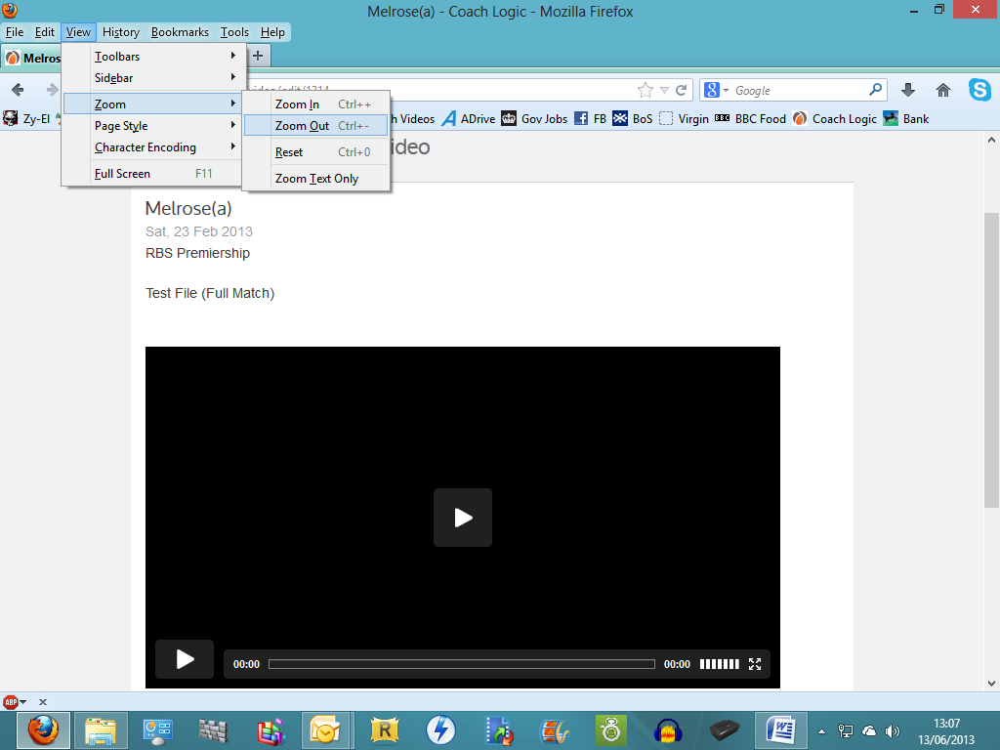 Melrose(a) - Coach Logic - Mozilla Firefox
File Edit View History Bookmarks Tools Help
Melros
Toolbars
Sidebar
Zoom
Page Style
Character Encoding
Full Screen F11
Zoom In Ctrl++
Zoom Out Ctrl+-
Reset Ctrl+0
Zoom Text Only
8 Google
Zy-El
h Videos ADrive Gov Jobs FB BoS Virgin BBC BBC Food Coach Logic Bank
ideo
Melrose(a)
Sat, 23 Feb 2013
RBS Premiership
Test File (Full Match)
00:00 00:00
ABP
13:07
13/06/2013